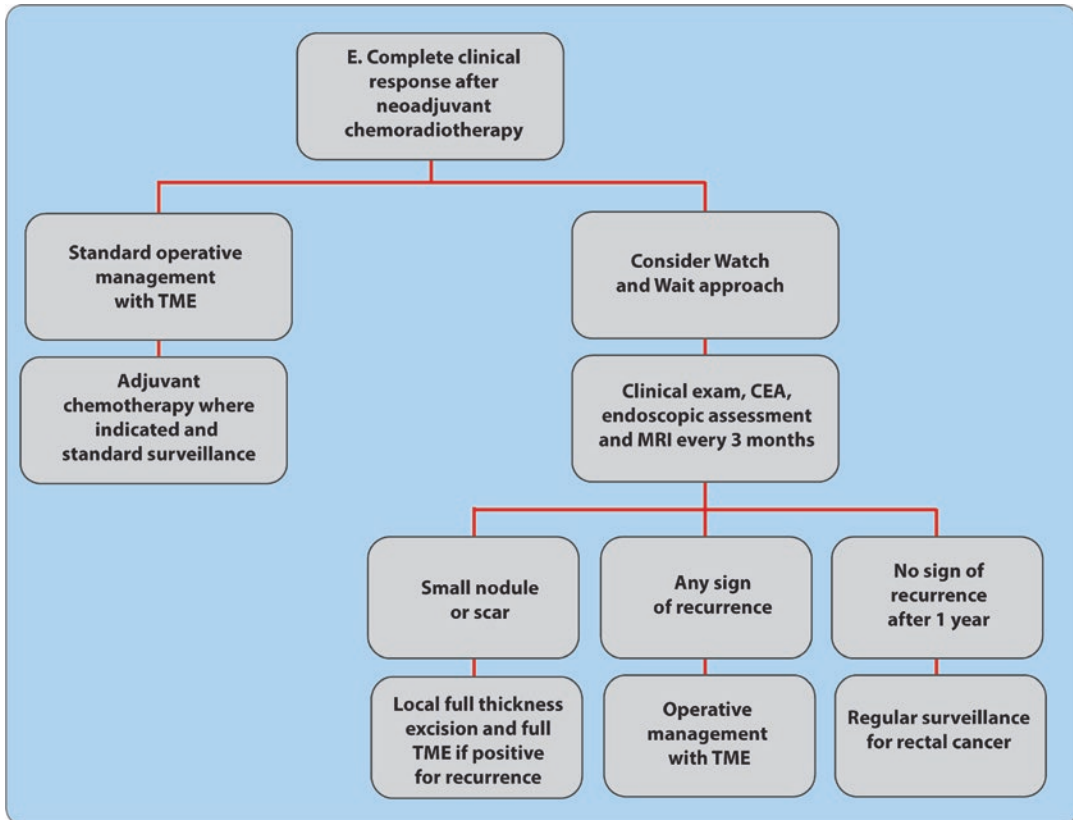 E. Complete clinical
response after
neoadjuvant
chemoradiotherapy
Standard operative
management
with TME
Consider Watch
and Wait approach
Adjuvant
chemotherapy where
indicated and
standard surveillance
Clinical exam, CEA,
endoscopic assessment
and MRI every 3 months
Small nodule
or scar
Any sign
of recurrence
No sign of
recurrence
after 1 year
Local full thickness
excision and full
TME if positive
for recurrence
Operative
management
with TME
Regular surveillance
for rectal cancer